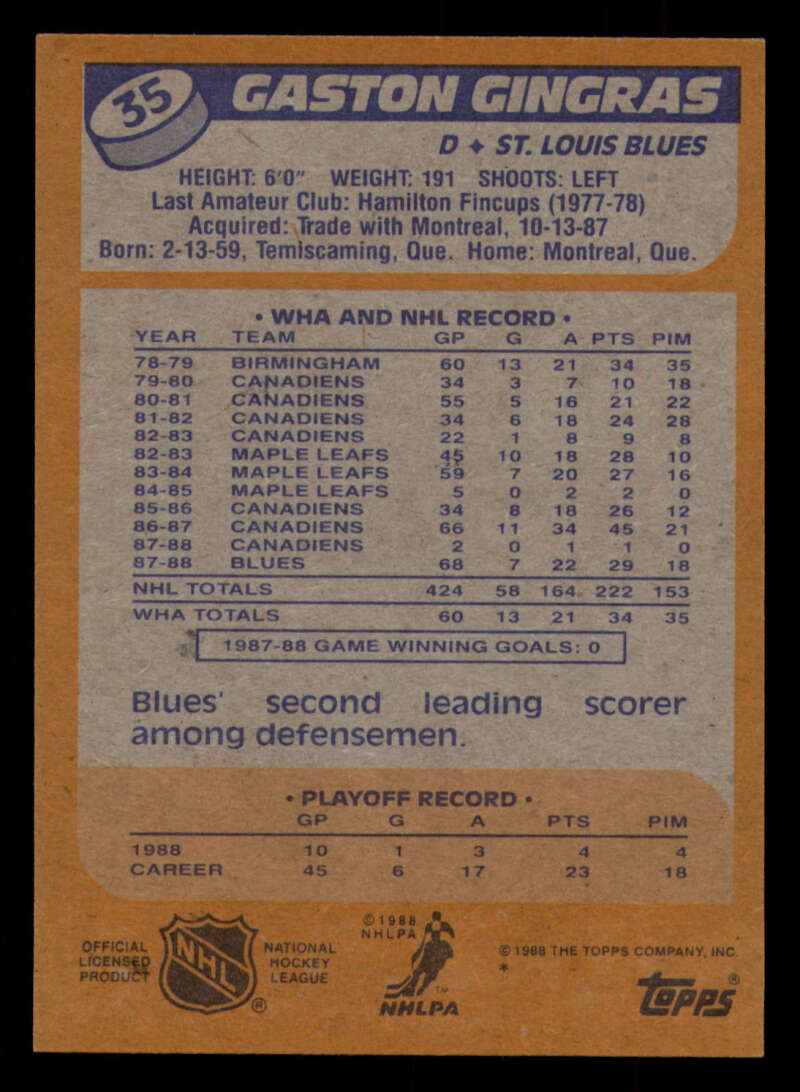 35
GASTON GINGRAS
D ✦ ST. LOUIS BLUES
HEIGHT: 6'0" WEIGHT: 191 SHOOTS: LEFT
Last Amateur Club: Hamilton Fincups (1977-78)
Acquired: Trade with Montreal, 10-13-87
Born: 2-13-59, Temiscaming, Que. Home: Montreal, Que.
• WHA AND NHL RECORD •
YEAR TEAM GP G A PTS PIM
78-79 BIRMINGHAM 60 13 21 34 35
79-80 CANADIENS 34 3 7 10 18
80-81 CANADIENS 55 5 16 21 22
81-82 CANADIENS 34 6 18 24 28
82-83 CANADIENS 22 1 8 9 8
82-83 MAPLE LEAFS 45 10 18 28 10
83-84 MAPLE LEAFS 59 7 20 27 16
84-85 MAPLE LEAFS 5 0 2 2 0
85-86 CANADIENS 34 8 18 26 12
86-87 CANADIENS 66 11 34 45 21
87-88 CANADIENS 2 0 1 1 0
87-88 BLUES 68 7 22 29 18
NHL TOTALS 424 58 164 222 153
WHA TOTALS 60 13 21 34 35
1987-88 GAME WINNING GOALS: 0
Blues' second leading scorer
among defensemen.
• PLAYOFF RECORD •
GP G A PTS PIM
1988 10 1 3 4 4
CAREER 45 6 17 23 18
OFFICIAL
LICENSED
PRODUCT
NHL
®
NATIONAL
HOCKEY
LEAGUE
© 1988
NHLPA
TM
NHLPA
© 1988 THE TOPPS COMPANY, INC.
*
topps®